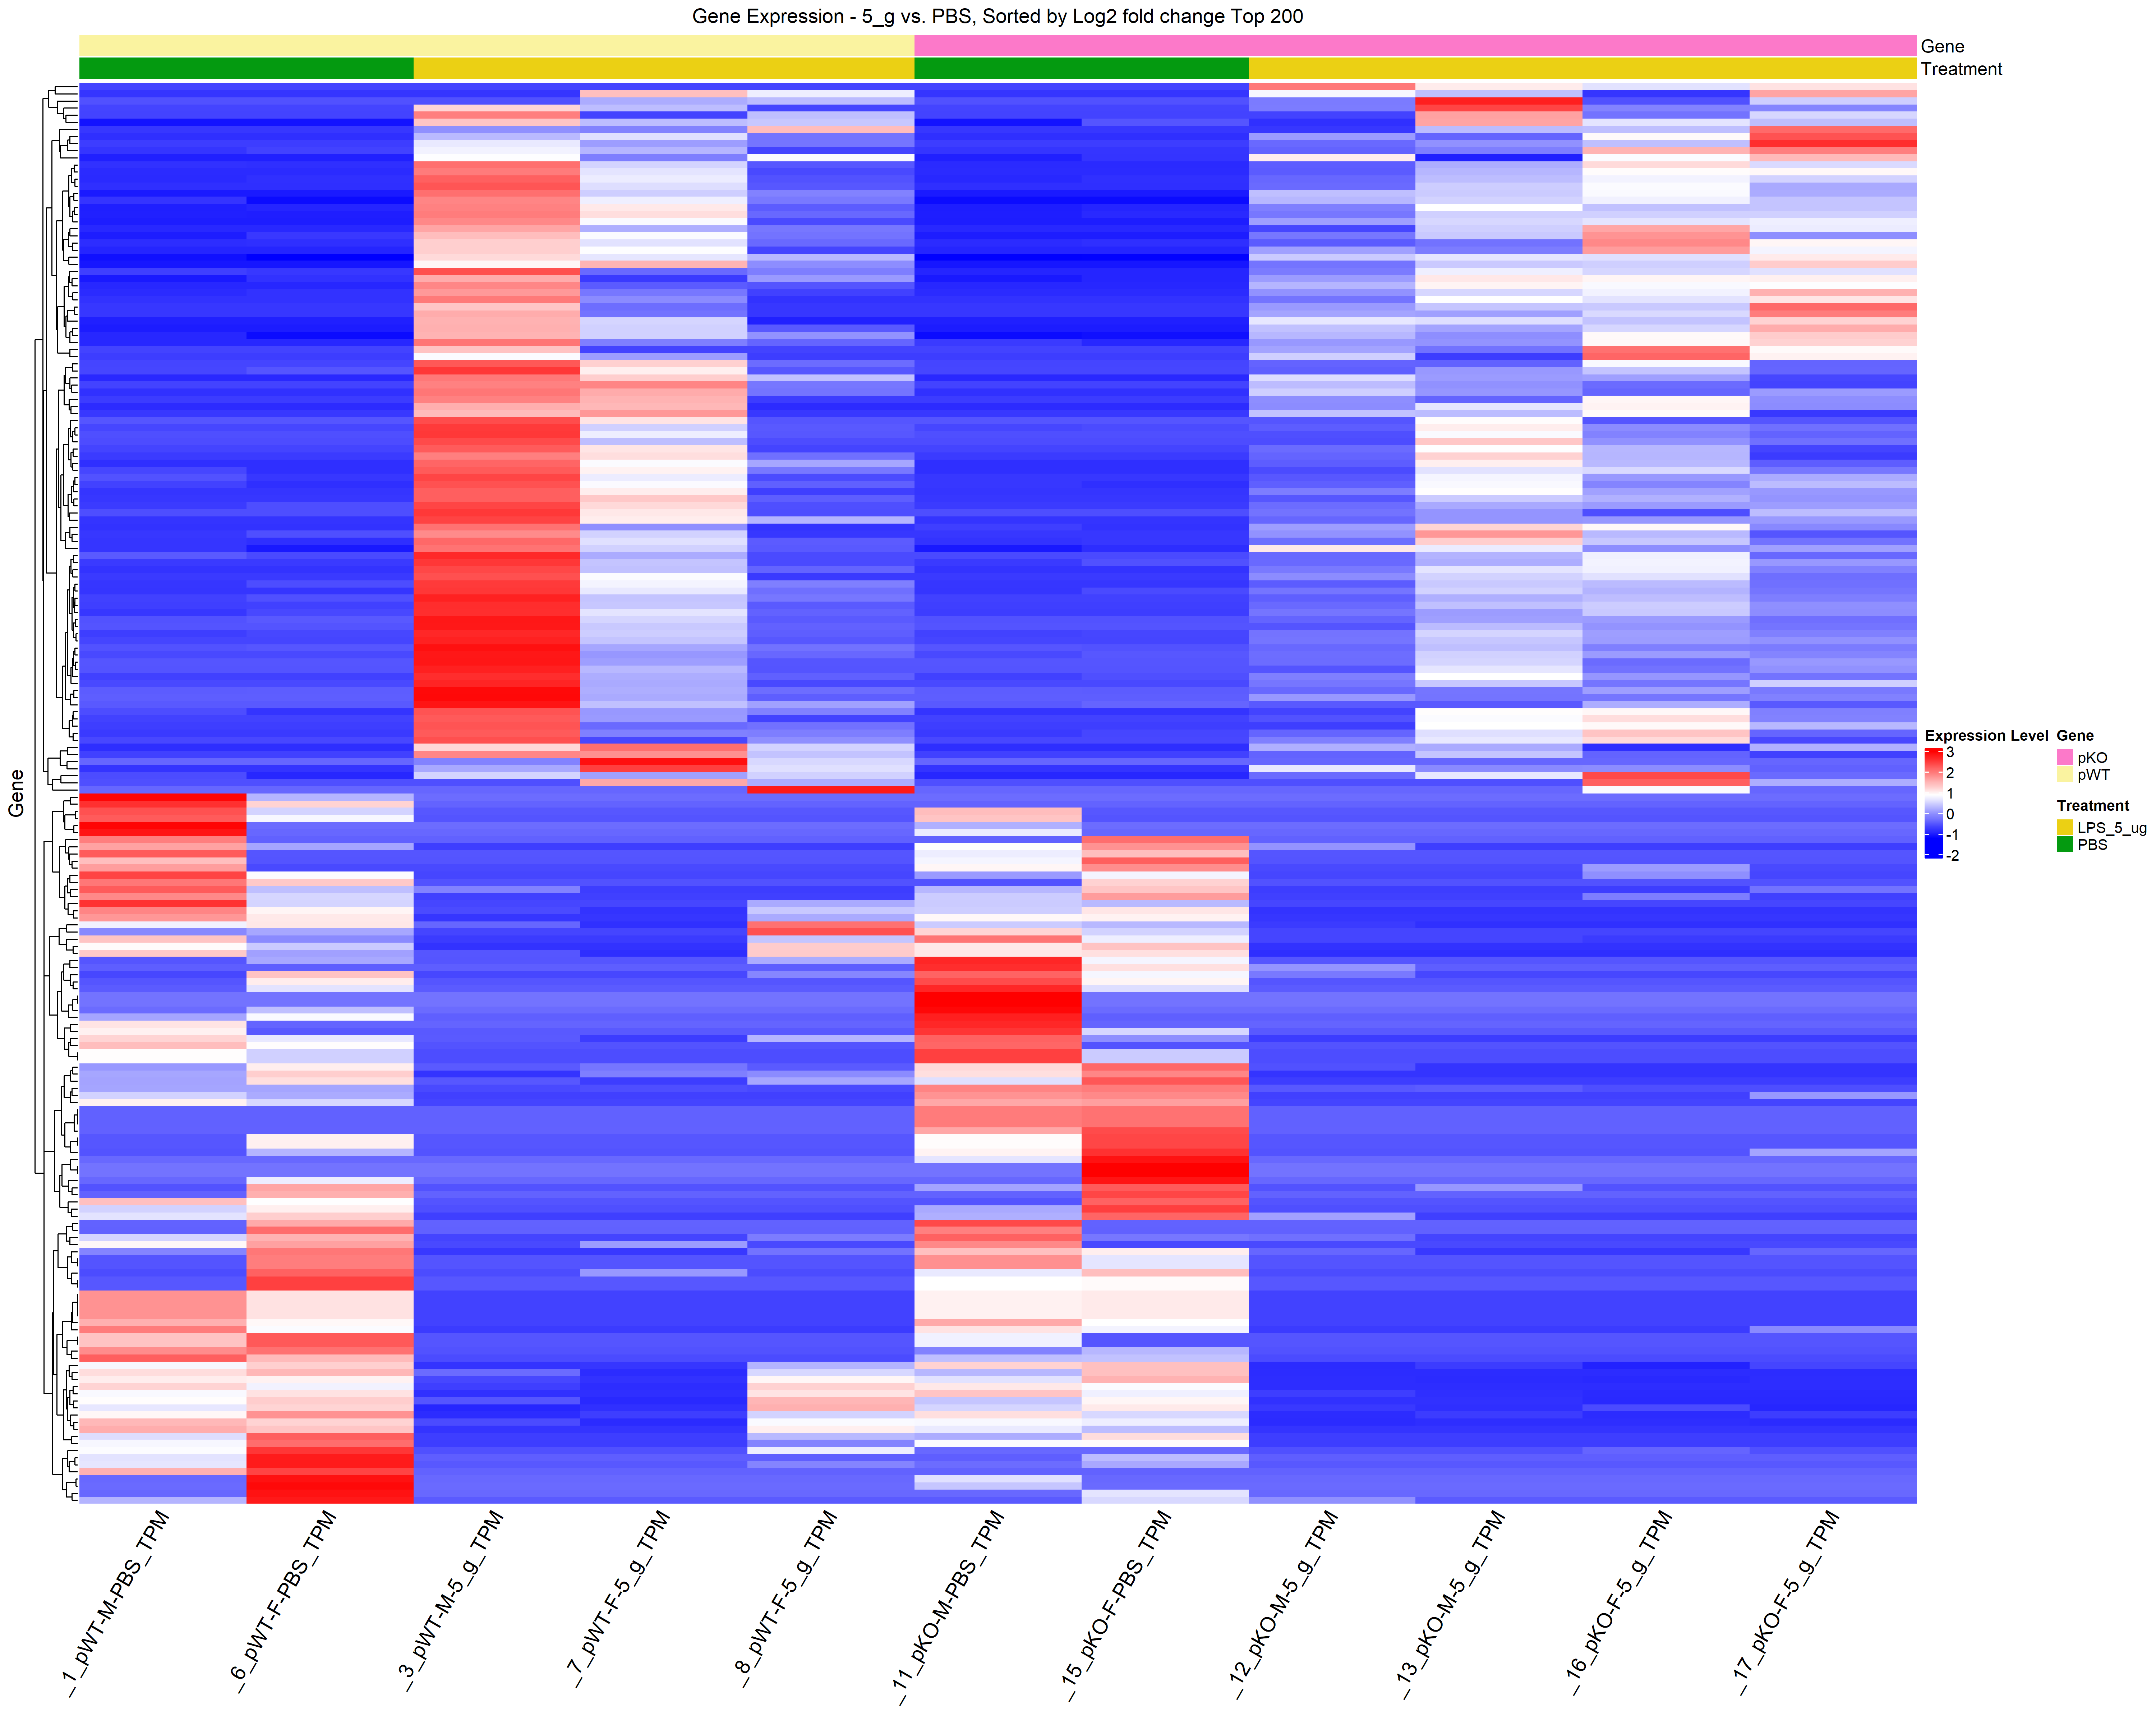 Gene Expression - 5_g vs. PBS, Sorted by Log2 fold change Top 200
Gene
Treatment
Gene
Expression Level
3
2
1
0
-1
-2
Gene
pKO
pWT
Treatment
LPS_5_ug
PBS
_1_pWT-M-PBS_TPM
_6_pWT-F-PBS_TPM
_3_pWT-M-5_g_TPM
_7_pWT-F-5_g_TPM
_8_pWT-F-5_g_TPM
_11_pKO-M-PBS_TPM
_15_pKO-F-PBS_TPM
_12_pKO-M-5_g_TPM
_13_pKO-M-5_g_TPM
_16_pKO-F-5_g_TPM
_17_pKO-F-5_g_TPM